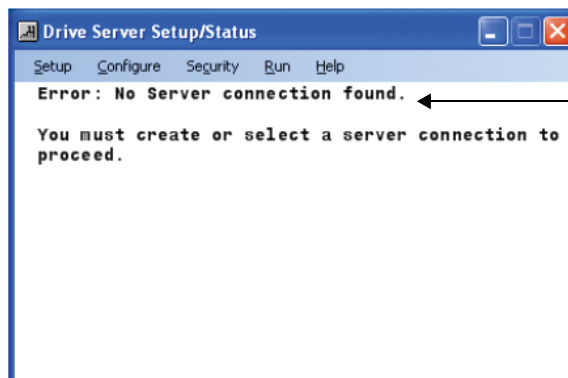 Drive Server Setup/Status
Setup Configure Security Run Help
Error: No Server connection found.
You must create or select a server connection to
proceed.